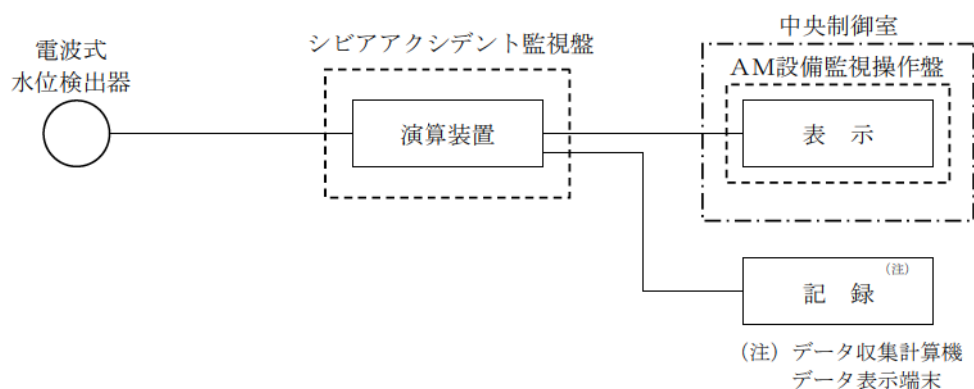 電波式
水位検出器
シビアアクシデント監視盤
演算装置
中央制御室
AM設備監視操作盤
表 示
記 録 (注)
(注) データ収集計算機
データ表示端末